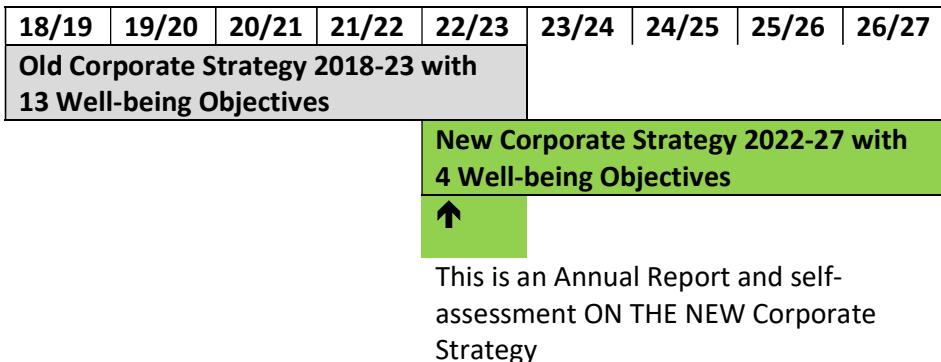 18/19 19/20 20/21 21/22 22/23 23/24 24/25 25/26 26/27
Old Corporate Strategy 2018-23 with
13 Well-being Objectives
New Corporate Strategy 2022-27 with
4 Well-being Objectives
↑
This is an Annual Report and self-
assessment ON THE NEW Corporate
Strategy